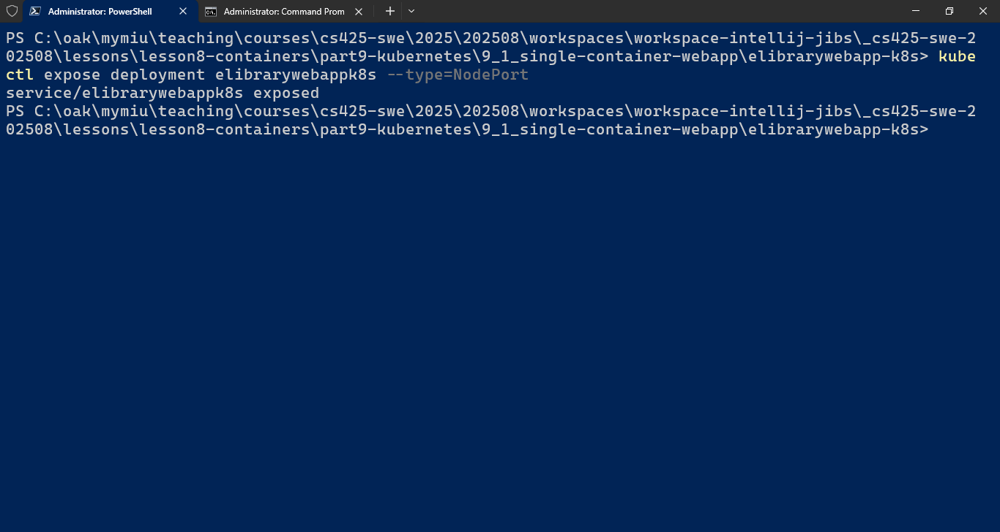 Administrator: PowerShell
Administrator: Command Prom
PS C:\oak\mymiu\teaching\courses\cs425-swe\2025\202508\workspaces\workspace-intellij-jibs\_cs425-swe-2
02508\lessons\lesson8-containers\part9-kubernetes\9_1_single-container-webapp\elibrarywebapp-k8s> kube
ctl expose deployment elibrarywebappk8s --type=NodePort
service/elibrarywebappk8s exposed
PS C:\oak\mymiu\teaching\courses\cs425-swe\2025\202508\workspaces\workspace-intellij-jibs\_cs425-swe-2
02508\lessons\lesson8-containers\part9-kubernetes\9_1_single-container-webapp\elibrarywebapp-k8s>